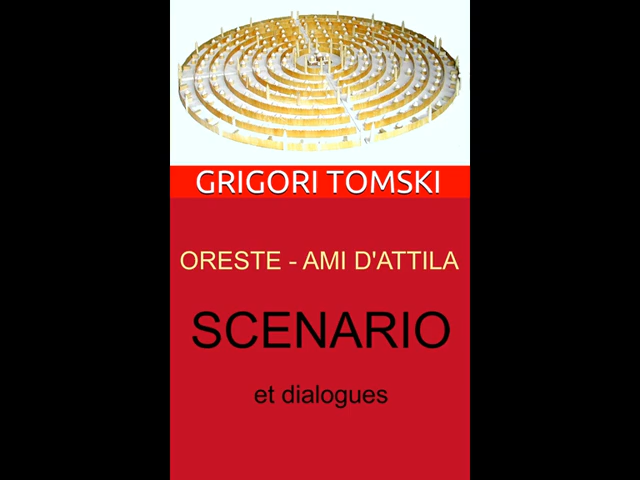 GRIGORI TOMSKI
ORESTE - AMI D'ATTILA
SCENARIO
et dialogues